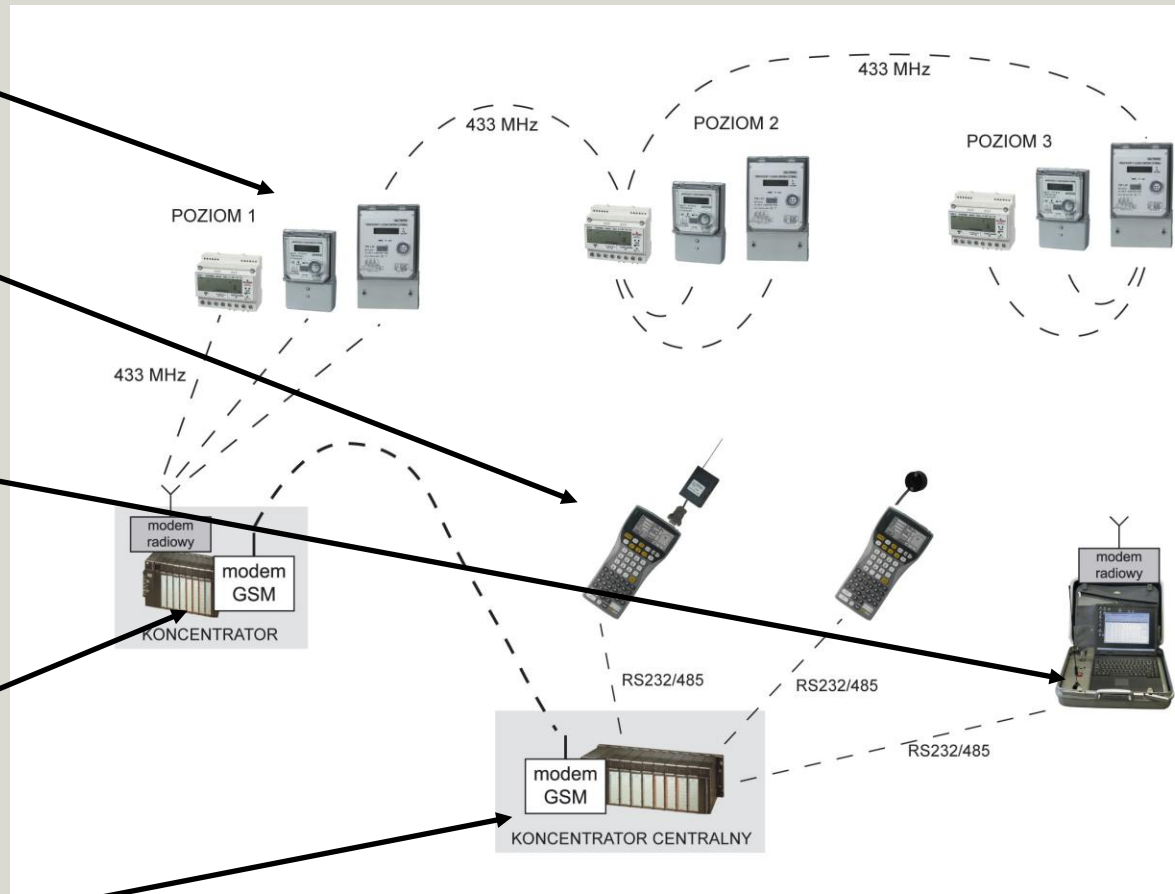 433 MHz
433 MHz
POZIOM 2
POZIOM 3
POZIOM 1
433 MHz
modem
radiowy
modem
GSM
KONCENTRATOR
modem
radiowy
RS232/485
RS232/485
RS232/485
modem
GSM
KONCENTRATOR CENTRALNY